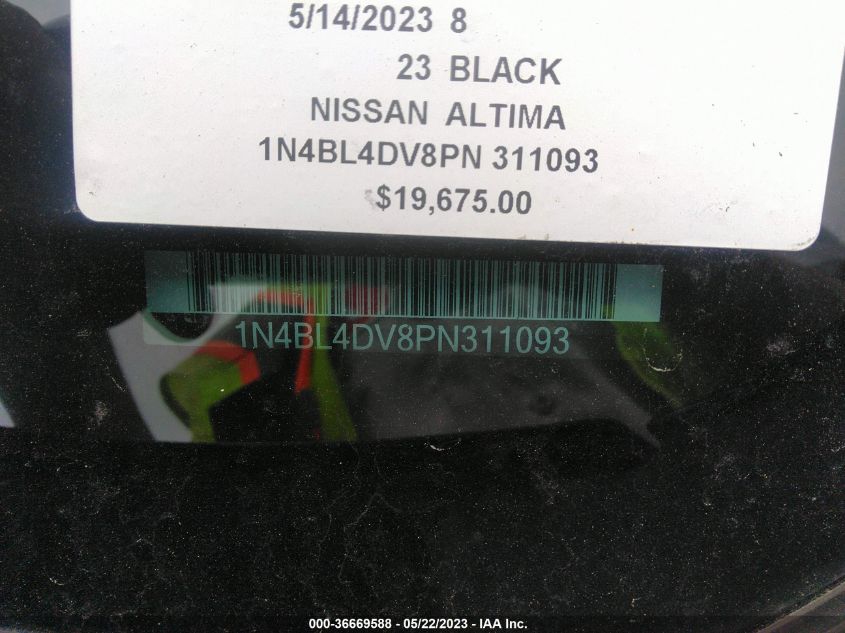 5/14/2023 8
23 BLACK
NISSAN ALTIMA
1N4BL4DV8PN 311093
$19,675.00
1N4BL4DV8PN311093
000-36669588 - 05/22/2023 - IAA Inc.